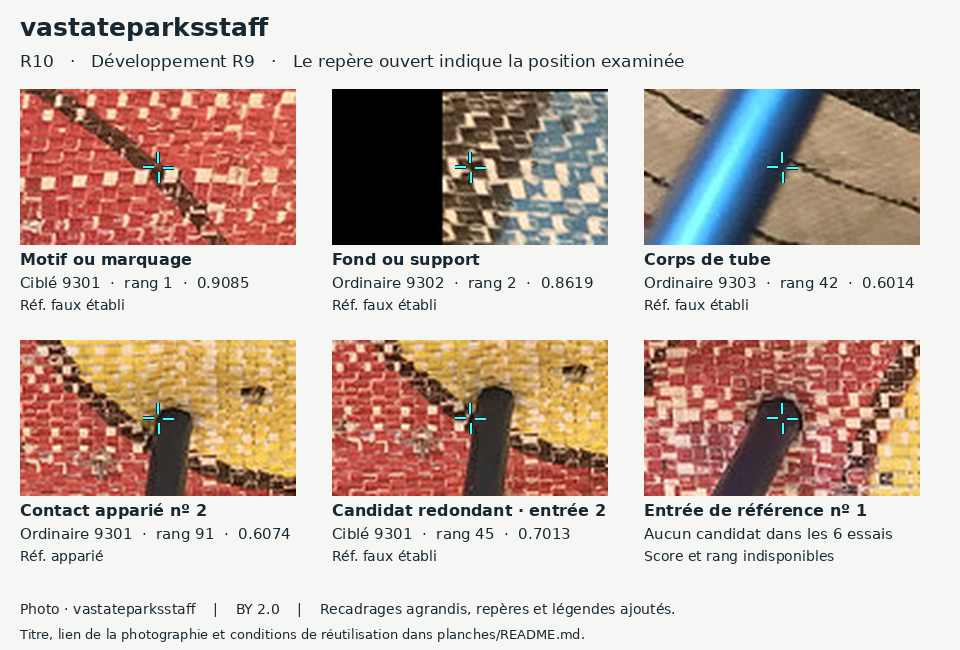 vastateparksstaff
R10 · Développement R9 · Le repère ouvert indique la position examinée
Motif ou marquage
Ciblé 9301 · rang 1 · 0.9085
Réf. faux établi
Fond ou support
Ordinaire 9302 · rang 2 · 0.8619
Réf. faux établi
Corps de tube
Ordinaire 9303 · rang 42 · 0.6014
Réf. faux établi
Contact apparié nº 2
Ordinaire 9301 · rang 91 · 0.6074
Réf. apparié
Candidat redondant · entrée 2
Ciblé 9301 · rang 45 · 0.7013
Réf. faux établi
Entrée de référence nº 1
Aucun candidat dans les 6 essais
Score et rang indisponibles
Photo · vastateparksstaff | BY 2.0 | Recadrages agrandis, repères et légendes ajoutés.
Titre, lien de la photographie et conditions de réutilisation dans planches/README.md.